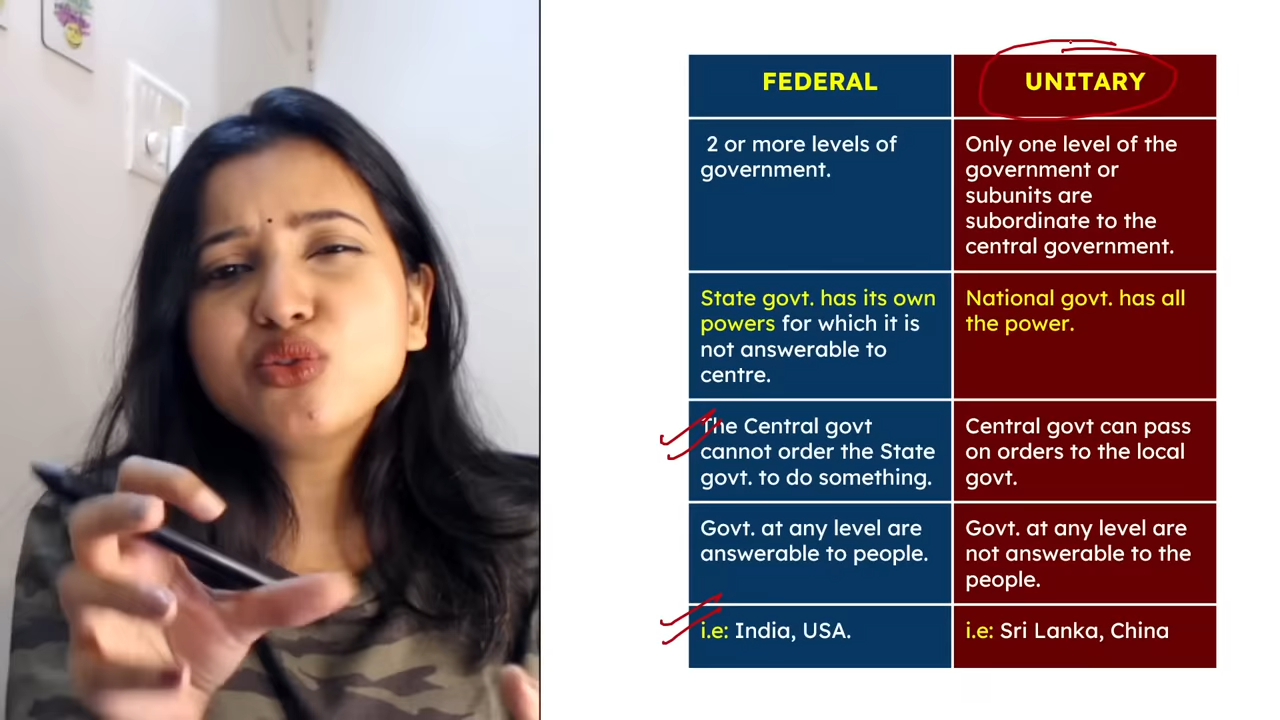 FEDERAL
UNITARY
2 or more levels of
government.
Only one level of the
government or
subunits are
subordinate to the
central government.
State govt. has its own
powers for which it is
not answerable to
centre.
National govt. has all
the power.
The Central govt
cannot order the State
govt. to do something.
Central govt can pass
on orders to the local
govt.
Govt. at any level are
answerable to people.
Govt. at any level are
not answerable to the
people.
i.e: India, USA.
i.e: Sri Lanka, China